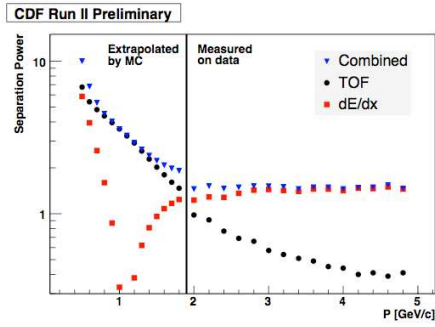 CDF Run II Preliminary
Extrapolated
by MC
Measured
on data
Combined
TOF
dE/dx
Separation Power
10
1
0 1 2 3 4 5
P [GeV/c]